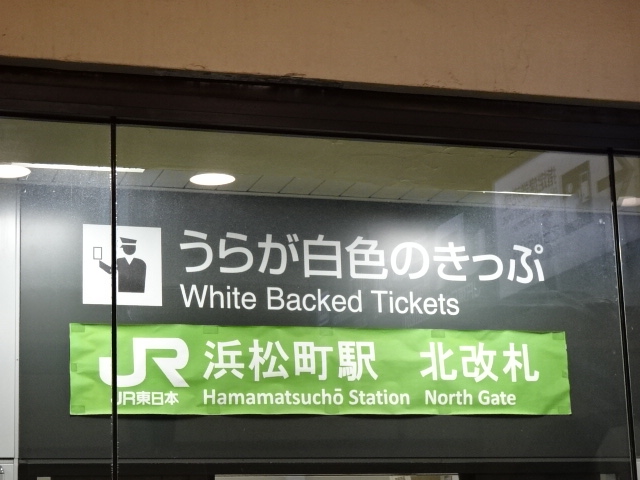 うらが白色のきっぷ
White Backed Tickets
JR 浜松町駅 北改札
JR東日本 Hamamatsuchō Station North Gate